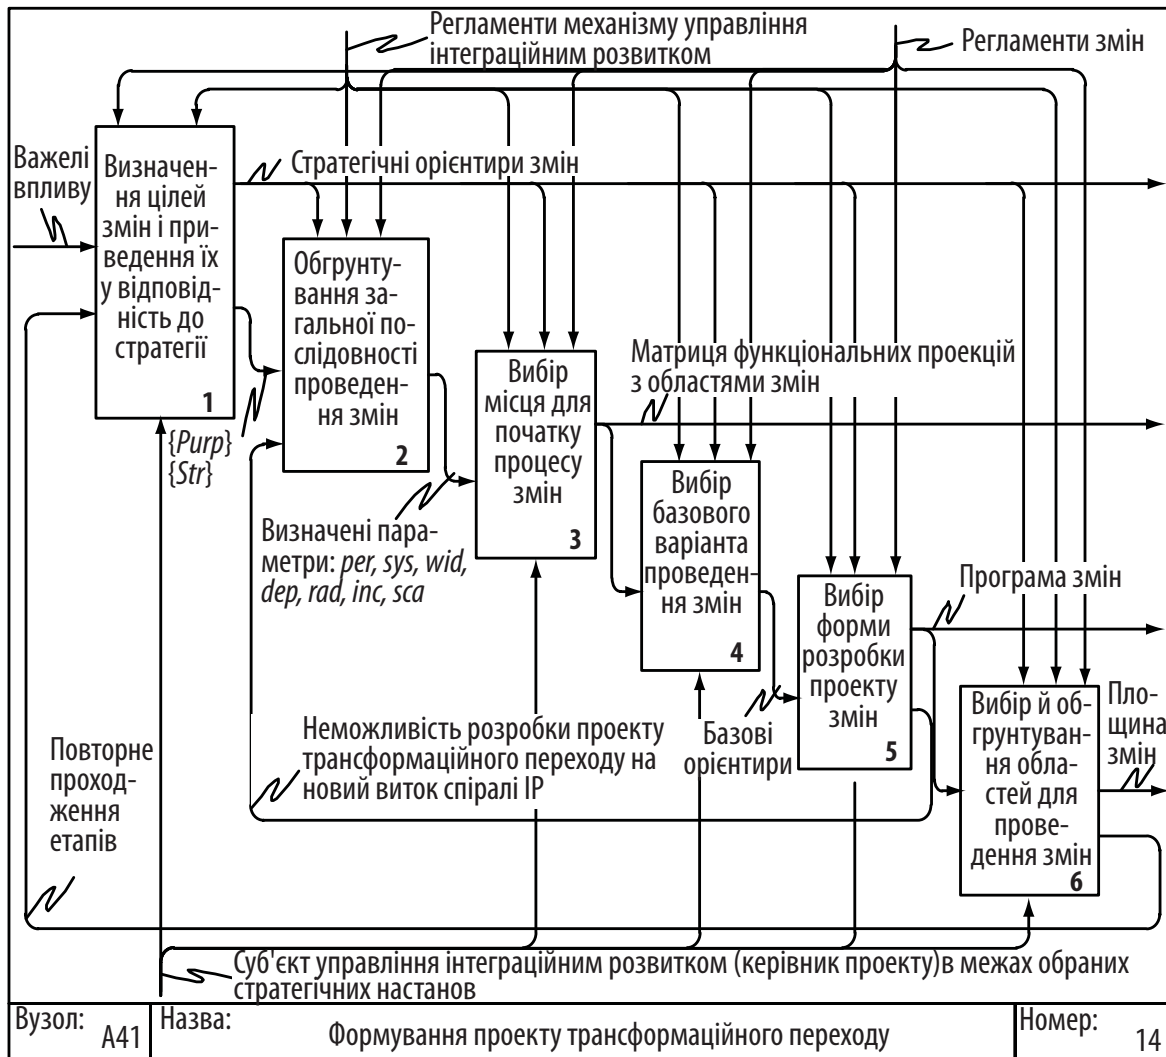 Регламенти механізму управління
інтеграційним розвитком
Регламенти змін
Важелі
впливу
Визначен-
ня цілей
змін і при-
ведення їх
у відповід-
ність до
стратегії
1
Стратегічні орієнтири змін
{Purp}
{Str}
Обгрунту-
вання за-
гальної по-
слідовності
проведен-
ня змін
2
Визначені пара-
метри: per, sys, wid,
dep, rad, inc, sca
Вибір
місця для
початку
процесу
змін
3
Матриця функціональних проекцій
з областями змін
Вибір
базового
варіанта
проведен-
ня змін
4
Базові
орієнтири
Вибір
форми
розробки
проекту
змін
5
Програма змін
Вибір й об-
грунтуван-
ня обла-
стей для
прове-
дення змін
6
Пло-
щина
змін
Неможливість розробки проекту
трансформаційного переходу на
новий виток спіралі ІР
Повторне
проход-
ження
етапів
Суб'єкт управління інтеграційним розвитком (керівник проекту)в межах обраних
стратегічних настанов
Вузол:
А41
Назва:
Формування проекту трансформаційного переходу
Номер:
14